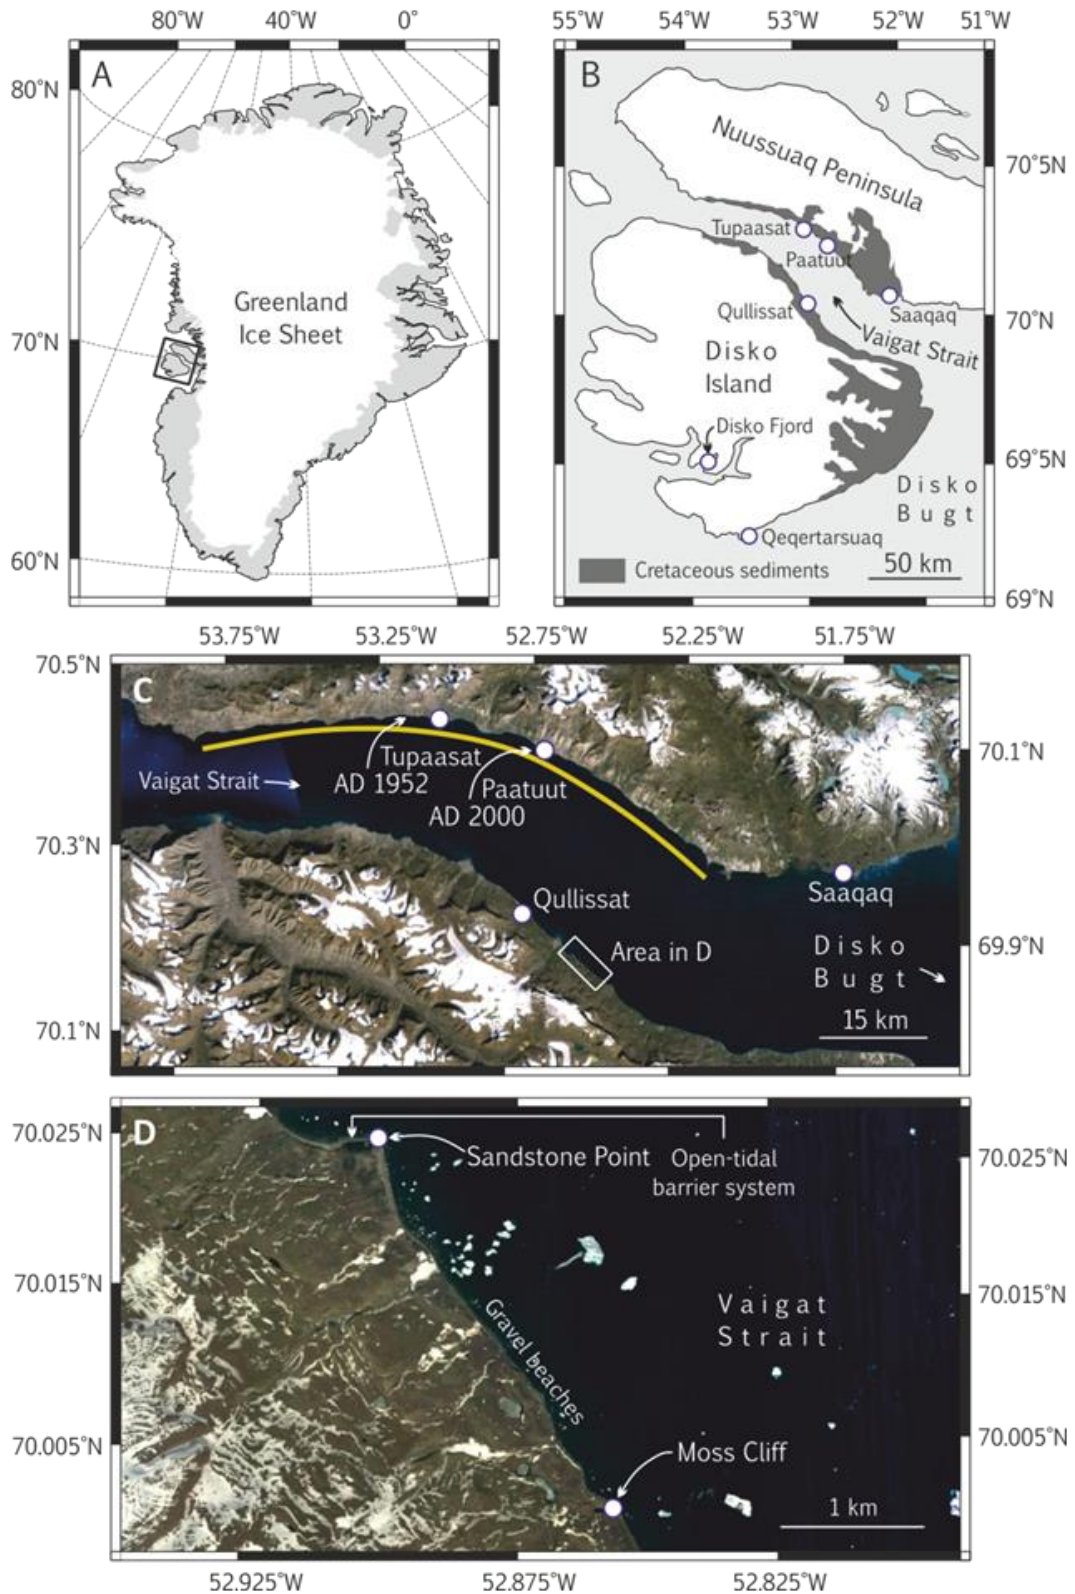 80°W 40°W 0°
A
80°N
70°N
60°N
Greenland
Ice Sheet
55°W 54°W 53°W 52°W 51°W
B
70°5N
70°N
69°5N
69°N
Nuussuaq Peninsula
Tupaasat
Paatuut
Qullissat
Saaqaq
Vaigat Strait
Disko
Island
Disko Fjord
Disko
Bugt
Qeqertarsuaq
Cretaceous sediments
50 km
53.75°W 53.25°W 52.75°W 52.25°W 51.75°W
70.5°N
70.3°N
70.1°N
C
70.1°N
69.9°N
Tupaasat
AD 1952
Vaigat Strait
Paatuut
AD 2000
Qullissat
Saaqaq
Area in D
Disko
Bugt
15 km
D
70.025°N
70.015°N
70.005°N
70.025°N
70.015°N
70.005°N
Sandstone Point
Open-tidal
barrier system
Gravel beaches
Vaigat
Strait
Moss Cliff
1 km
52.925°W 52.875°W 52.825°W